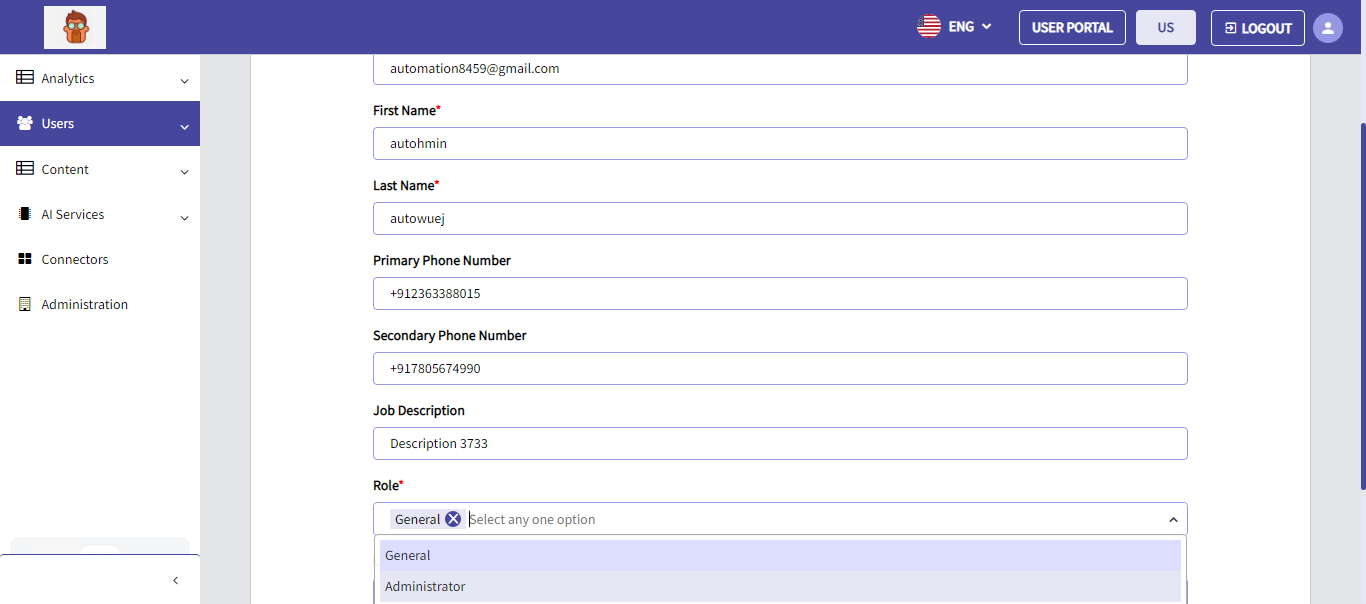 ENG
USER PORTAL
US
LOGOUT
Analytics
Users
Content
AI Services
Connectors
Administration
automation8459@gmail.com
First Name*
autohmin
Last Name*
autowuej
Primary Phone Number
+912363388015
Secondary Phone Number
+917805674990
Job Description
Description 3733
Role*
General Select any one option
General
Administrator